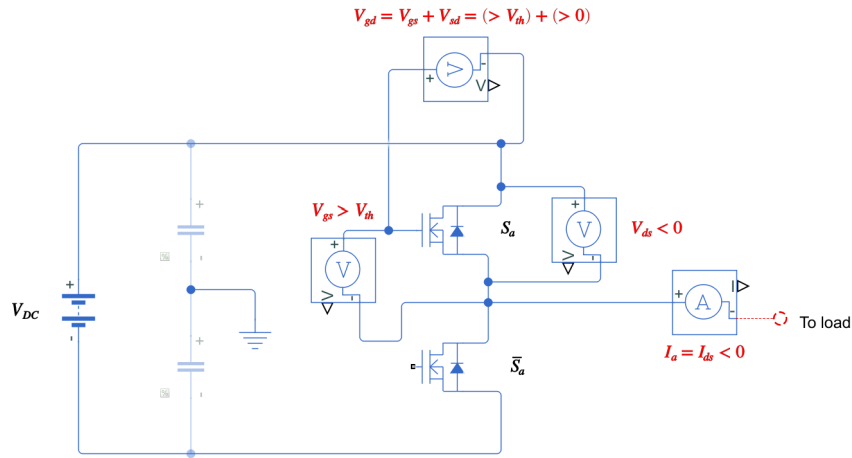 V_gd = V_gs + V_sd = (> V_th) + (> 0)
+ V - V
V_gs > V_th
S_a
V_ds < 0
+ V - V
+ V - V
+
+
-
+
-
V_DC
-
+ A - I
To load
I_a = I_ds < 0
S̅_a
+
-